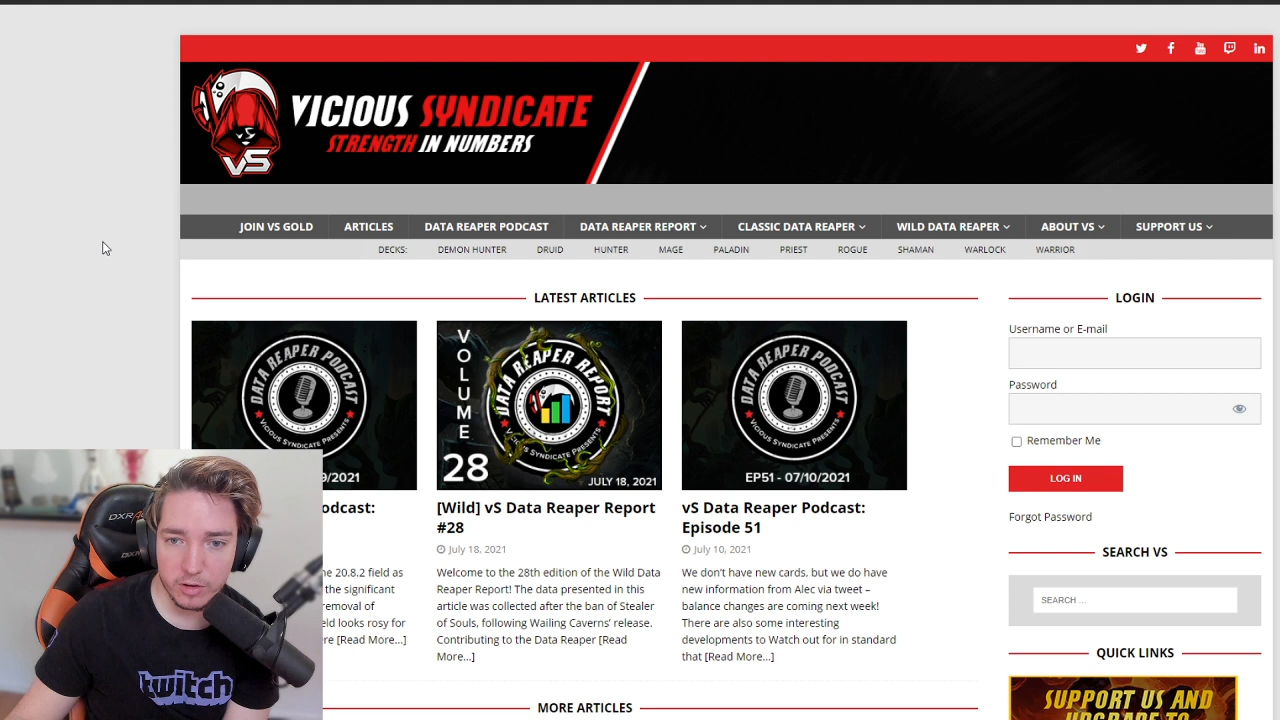 VICIOUS SYNDICATE
STRENGTH IN NUMBERS
VS
JOIN VS GOLD ARTICLES DATA REAPER PODCAST DATA REAPER REPORT CLASSIC DATA REAPER WILD DATA REAPER ABOUT VS SUPPORT US
DECKS: DEMON HUNTER DRUID HUNTER MAGE PALADIN PRIEST ROGUE SHAMAN WARLOCK WARRIOR
LATEST ARTICLES
DATA REAPER PODCAST
VICIOUS SYNDICATE PRESENTS
9/2021
odcast:
he 20.8.2 field as
the significant
emoval of
eld looks rosy for
re [Read More...]
VOLUME
28
DATA REAPER REPORT
VICIOUS SYNDICATE PRESENTS
JULY 18, 2021
[Wild] vS Data Reaper Report
#28
July 18, 2021
Welcome to the 28th edition of the Wild Data
Reaper Report! The data presented in this
article was collected after the ban of Stealer
of Souls, following Wailing Caverns’ release.
Contributing to the Data Reaper [Read
More...]
DATA REAPER PODCAST
VICIOUS SYNDICATE PRESENTS
EP51 - 07/10/2021
vS Data Reaper Podcast:
Episode 51
July 10, 2021
We don’t have new cards, but we do have
new information from Alec via tweet –
balance changes are coming next week!
There are also some interesting
developments to Watch out for in standard
that [Read More...]
MORE ARTICLES
LOGIN
Username or E-mail
Password
Remember Me
LOG IN
Forgot Password
SEARCH VS
SEARCH ...
QUICK LINKS
SUPPORT US AND
UPGRADE TO
DXRA
twitch